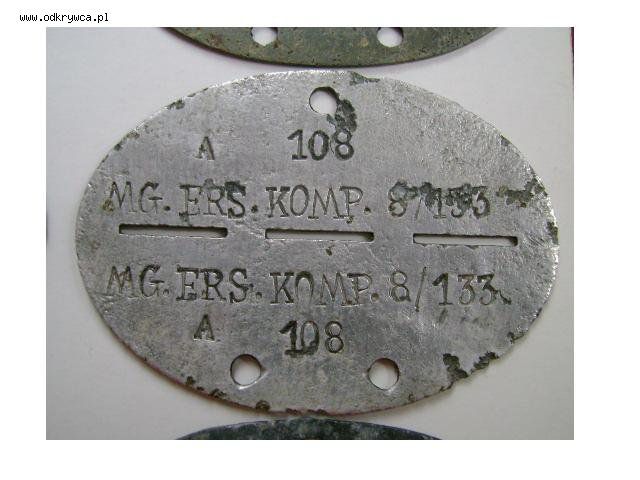 www.odkrywca.pl
A 108
MG. ERS. KOMP. 8/133
MG. ERS. KOMP. 8/133
A 108